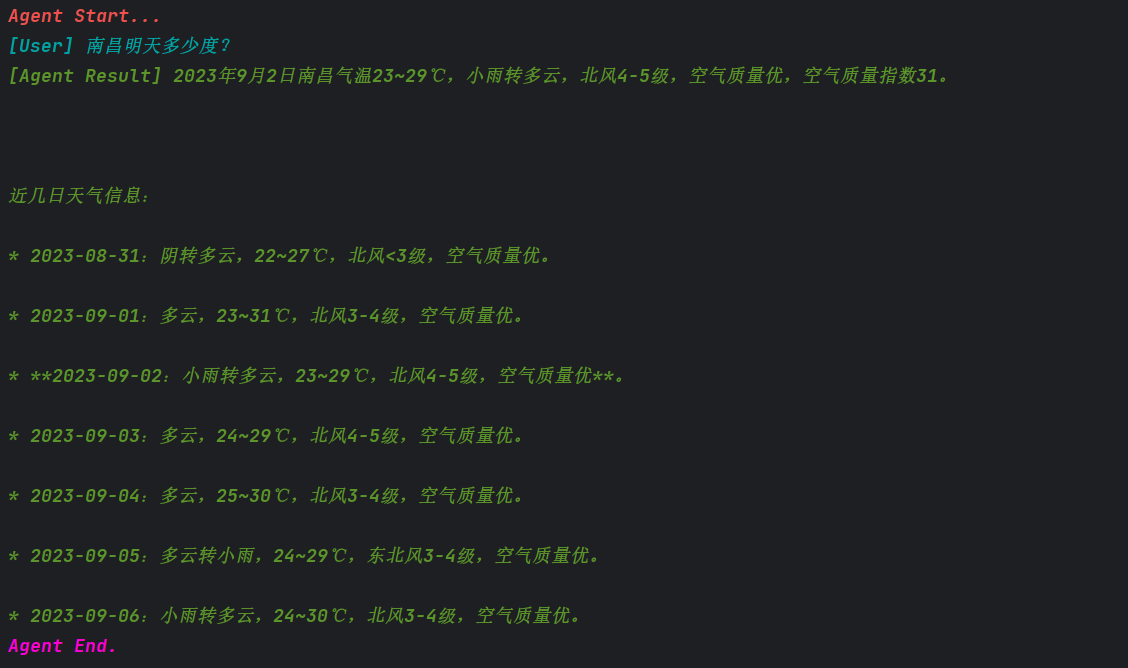 Agent Start...
[User] 南昌明天多少度?
[Agent Result] 2023年9月2日南昌气温23~29℃，小雨转多云，北风4-5级，空气质量优，空气质量指数31。
近几日天气信息：
* 2023-08-31：阴转多云，22~27℃，北风<3级，空气质量优。
* 2023-09-01：多云，23~31℃，北风3-4级，空气质量优。
* **2023-09-02：小雨转多云，23~29℃，北风4-5级，空气质量优**。
* 2023-09-03：多云，24~29℃，北风4-5级，空气质量优。
* 2023-09-04：多云，25~30℃，北风3-4级，空气质量优。
* 2023-09-05：多云转小雨，24~29℃，东北风3-4级，空气质量优。
* 2023-09-06：小雨转多云，24~30℃，北风3-4级，空气质量优。
Agent End.